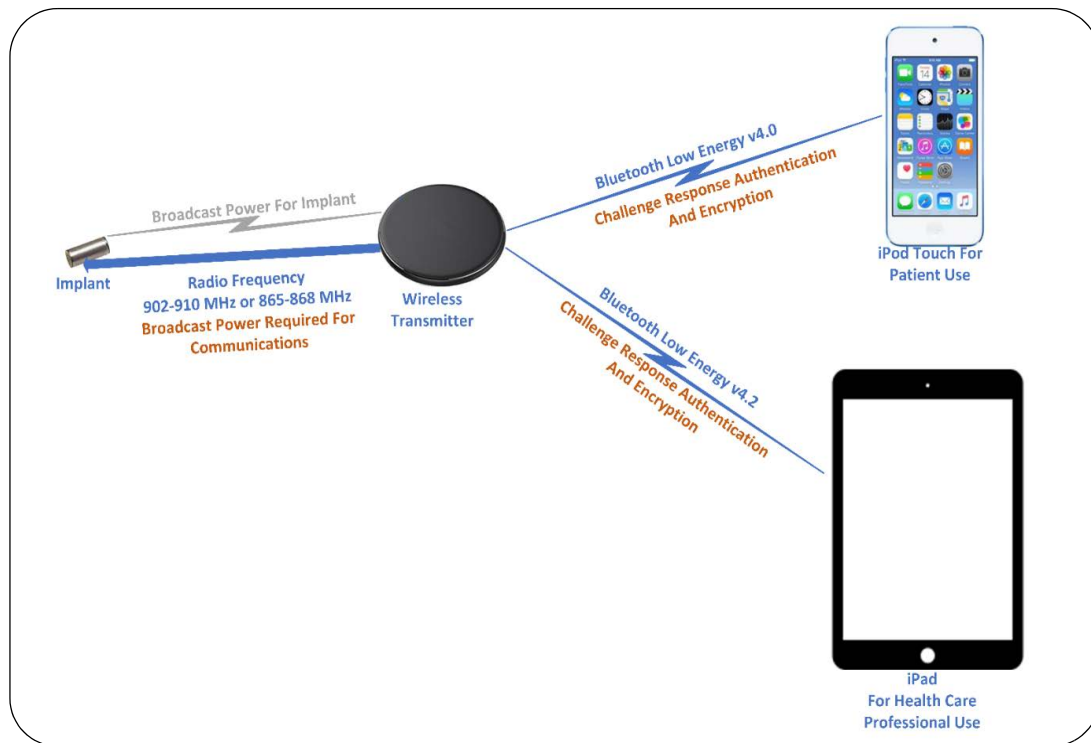 Broadcast Power For Implant
Implant
Radio Frequency
902-910 MHz or 865-868 MHz
Broadcast Power Required For
Communications
Wireless
Transmitter
Bluetooth Low Energy v4.0
Challenge Response Authentication
And Encryption
iPod Touch For
Patient Use
Bluetooth Low Energy v4.2
Challenge Response Authentication
And Encryption
iPad
For Health Care
Professional Use